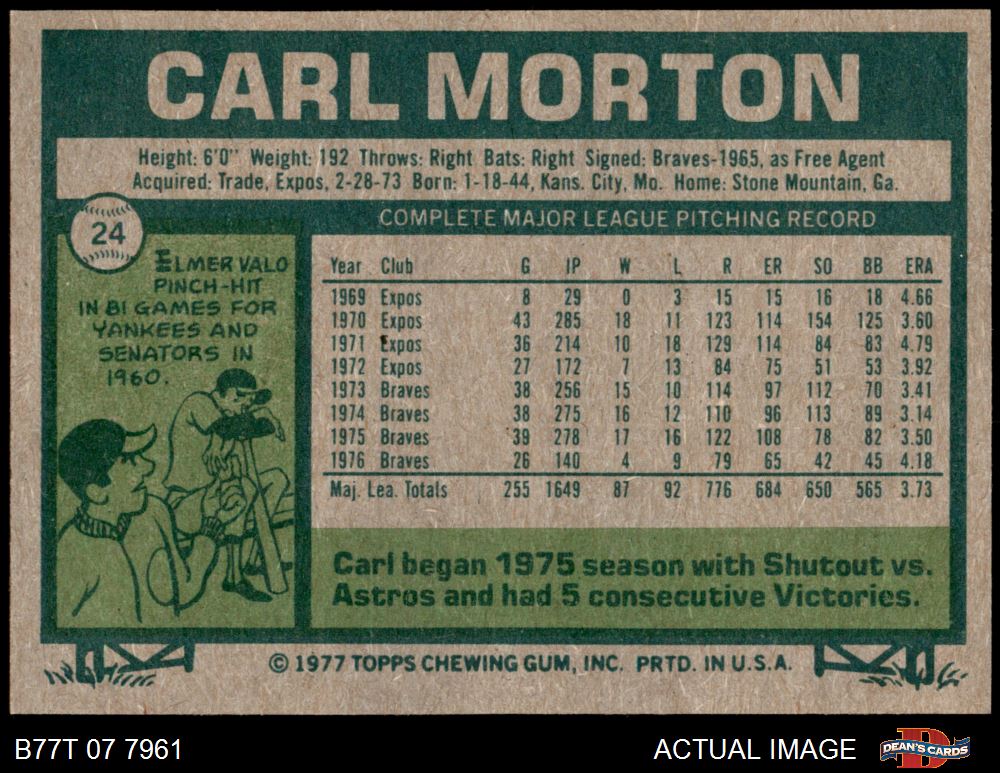 CARL MORTON
Height: 6'0" Weight: 192 Throws: Right Bats: Right Signed: Braves-1965, as Free Agent
Acquired: Trade, Expos, 2-28-73 Born: 1-18-44, Kans. City, Mo. Home: Stone Mountain, Ga.
24
ELMER VALO
PINCH-HIT
IN 81 GAMES FOR
YANKEES AND
SENATORS IN
1960.
COMPLETE MAJOR LEAGUE PITCHING RECORD
Year Club G IP W L R ER SO BB ERA
1969 Expos 8 29 0 3 15 15 16 18 4.66
1970 Expos 43 285 18 11 123 114 154 125 3.60
1971 Expos 36 214 10 18 129 114 84 83 4.79
1972 Expos 27 172 7 13 84 75 51 53 3.92
1973 Braves 38 256 15 10 114 97 112 70 3.41
1974 Braves 38 275 16 12 110 96 113 89 3.14
1975 Braves 39 278 17 16 122 108 78 82 3.50
1976 Braves 26 140 4 9 79 65 42 45 4.18
Maj. Lea. Totals 255 1649 87 92 776 684 650 565 3.73
Carl began 1975 season with Shutout vs.
Astros and had 5 consecutive Victories.
© 1977 TOPPS CHEWING GUM, INC. PRTD. IN U.S.A.
B77T 07 7961
ACTUAL IMAGE
DEAN'S CARDS